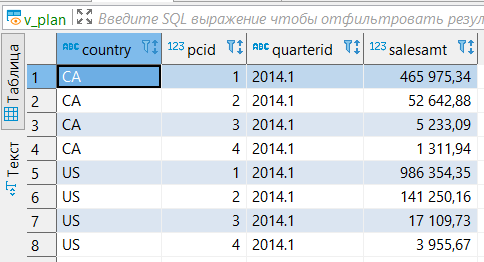 v_plan Введите SQL выражение чтобы отфильтровать резул
Таблица
Текст
ABC country 123 pcid ABC quarterid 123 salesamt
1 CA 1 2014.1 465 975,34
2 CA 2 2014.1 52 642,88
3 CA 3 2014.1 5 233,09
4 CA 4 2014.1 1 311,94
5 US 1 2014.1 986 354,35
6 US 2 2014.1 141 250,16
7 US 3 2014.1 17 109,73
8 US 4 2014.1 3 955,67